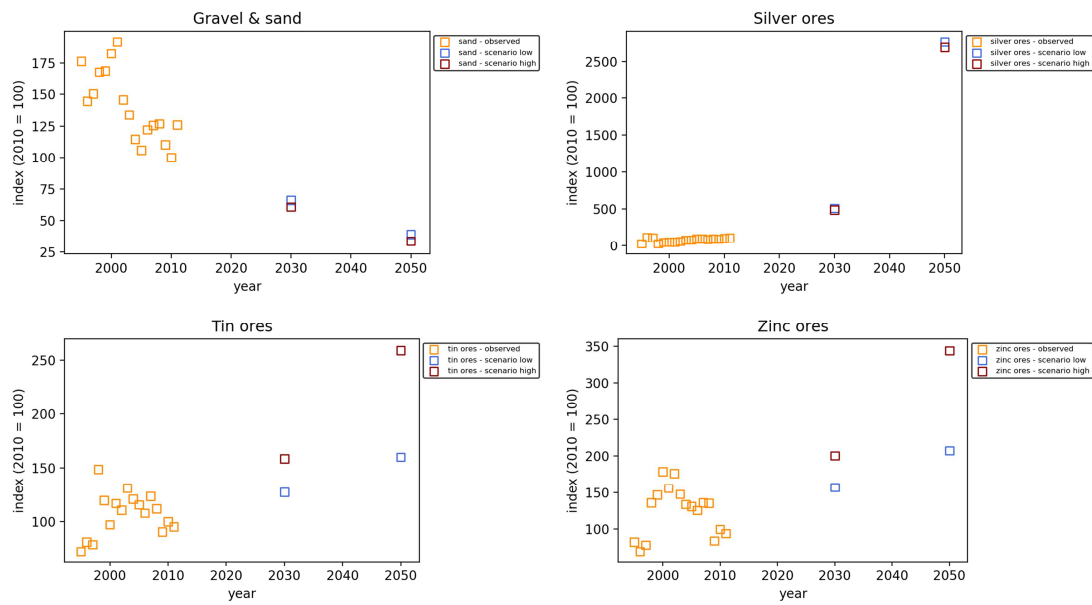 Gravel & sand
index (2010 = 100)
175
150
125
100
75
50
25
2000
2010
2020
2030
2040
2050
year
sand - observed
sand - scenario low
sand - scenario high
Silver ores
index (2010 = 100)
2500
2000
1500
1000
500
0
2000
2010
2020
2030
2040
2050
year
silver ores - observed
silver ores - scenario low
silver ores - scenario high
Tin ores
index (2010 = 100)
250
200
150
100
2000
2010
2020
2030
2040
2050
year
tin ores - observed
tin ores - scenario low
tin ores - scenario high
Zinc ores
index (2010 = 100)
350
300
250
200
150
100
2000
2010
2020
2030
2040
2050
year
zinc ores - observed
zinc ores - scenario low
zinc ores - scenario high